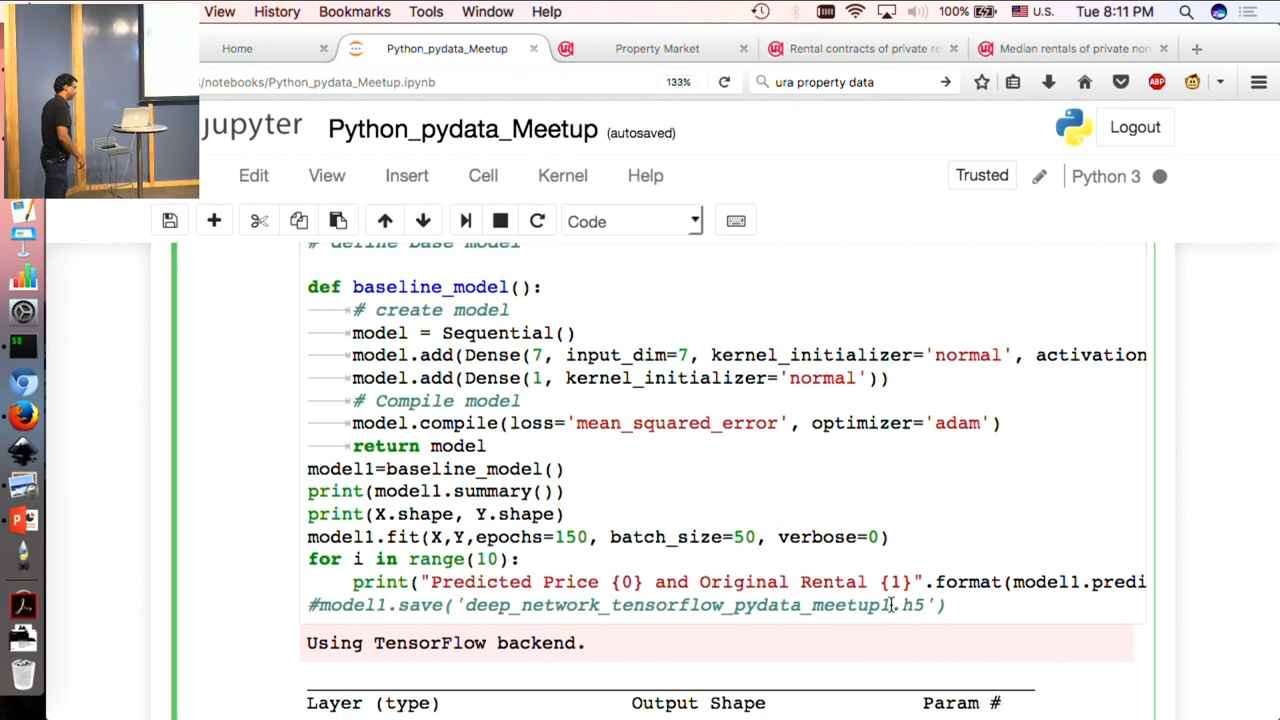 View History Bookmarks Tools Window Help 100% U.S. Tue 8:11 PM
Home Python_pydata_Meetup Property Market Rental contracts of private re Median rentals of private non
/notebooks/Python_pydata_Meetup.ipynb 133% ura property data ABP
jupyter Python_pydata_Meetup (autosaved) Logout
Edit View Insert Cell Kernel Help Trusted Python 3
Code
# define base model
def baseline_model():
# create model
model = Sequential()
model.add(Dense(7, input_dim=7, kernel_initializer='normal', activation
model.add(Dense(1, kernel_initializer='normal'))
# Compile model
model.compile(loss='mean_squared_error', optimizer='adam')
return model
model1=baseline_model()
print(model1.summary())
print(X.shape, Y.shape)
model1.fit(X,Y,epochs=150, batch_size=50, verbose=0)
for i in range(10):
print("Predicted Price {0} and Original Rental {1}".format(model1.predi
#model1.save('deep_network_tensorflow_pydata_meetup1.h5')
Using TensorFlow backend.
Layer (type) Output Shape Param #